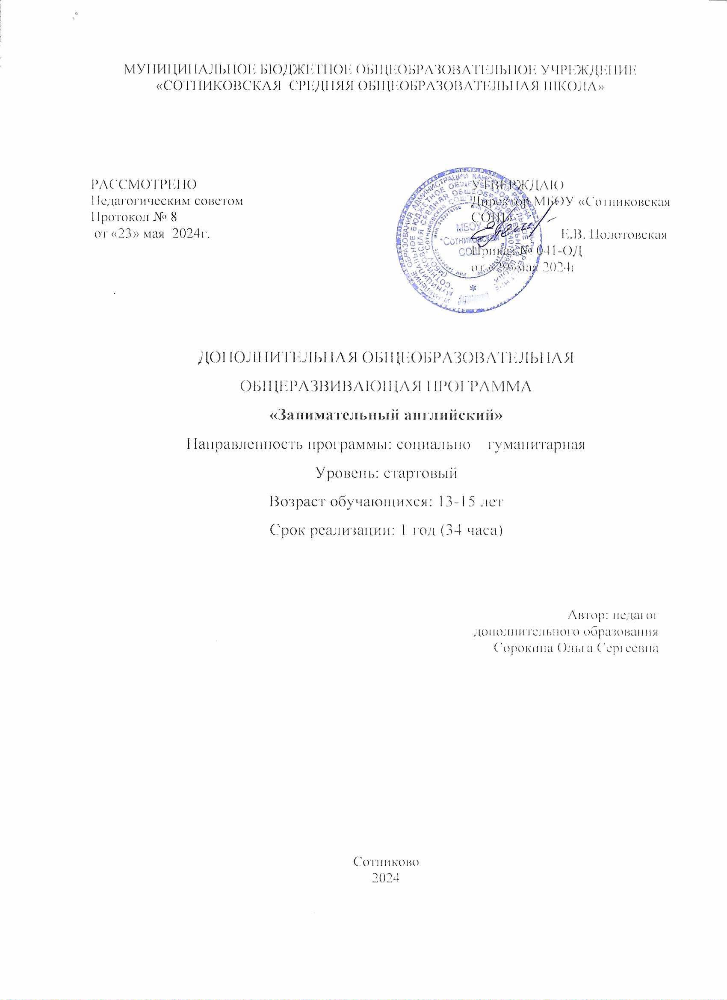 МУНИЦИПАЛЬНОЕ БЮДЖЕТНОЕ ОБЩЕОБРАЗОВАТЕЛЬНОЕ УЧРЕЖДЕНИЕ
«СОТНИКОВСКАЯ СРЕДНЯЯ ОБЩЕОБРАЗОВАТЕЛЬНАЯ ШКОЛА»
РАССМОТРЕНО
Педагогическим советом
Протокол № 8
от «23» мая 2024г.
УТВЕРЖДАЮ
Директор МБОУ «Сотниковская
СОШ»
Е.В. Полотовская
Приказ № 041-ОД
от «29» мая 2024г
МБОУ
"Сотниковская
СОШ"
ДОПОЛНИТЕЛЬНАЯ ОБЩЕОБРАЗОВАТЕЛЬНАЯ
ОБЩЕРАЗВИВАЮЩАЯ ПРОГРАММА
«Занимательный английский»
Направленность программы: социально гуманитарная
Уровень: стартовый
Возраст обучающихся: 13-15 лет
Срок реализации: 1 год (34 часа)
Автор: педагог
дополнительного образования
Сорокина Ольга Сергеевна
Сотниково
2024